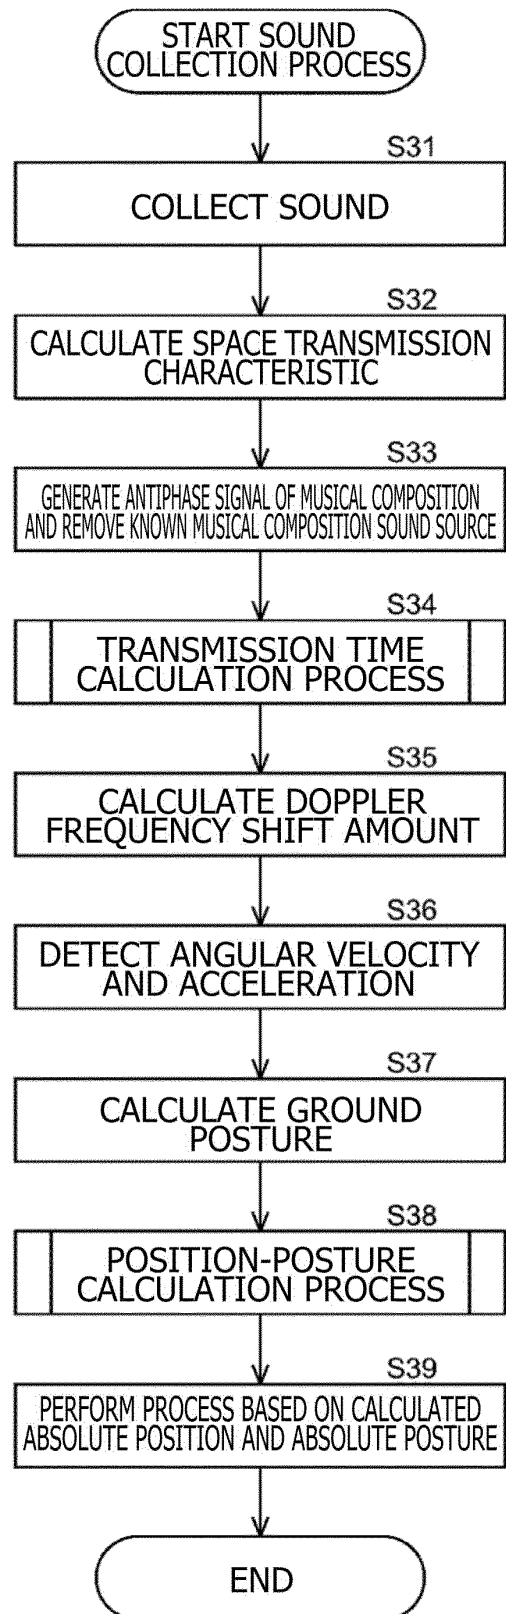 START SOUND
COLLECTION PROCESS
S31
COLLECT SOUND
S32
CALCULATE SPACE TRANSMISSION
CHARACTERISTIC
S33
GENERATE ANTIPHASE SIGNAL OF MUSICAL COMPOSITION
AND REMOVE KNOWN MUSICAL COMPOSITION SOUND SOURCE
S34
TRANSMISSION TIME
CALCULATION PROCESS
S35
CALCULATE DOPPLER
FREQUENCY SHIFT AMOUNT
S36
DETECT ANGULAR VELOCITY
AND ACCELERATION
S37
CALCULATE GROUND
POSTURE
S38
POSITION-POSTURE
CALCULATION PROCESS
S39
PERFORM PROCESS BASED ON CALCULATED
ABSOLUTE POSITION AND ABSOLUTE POSTURE
END